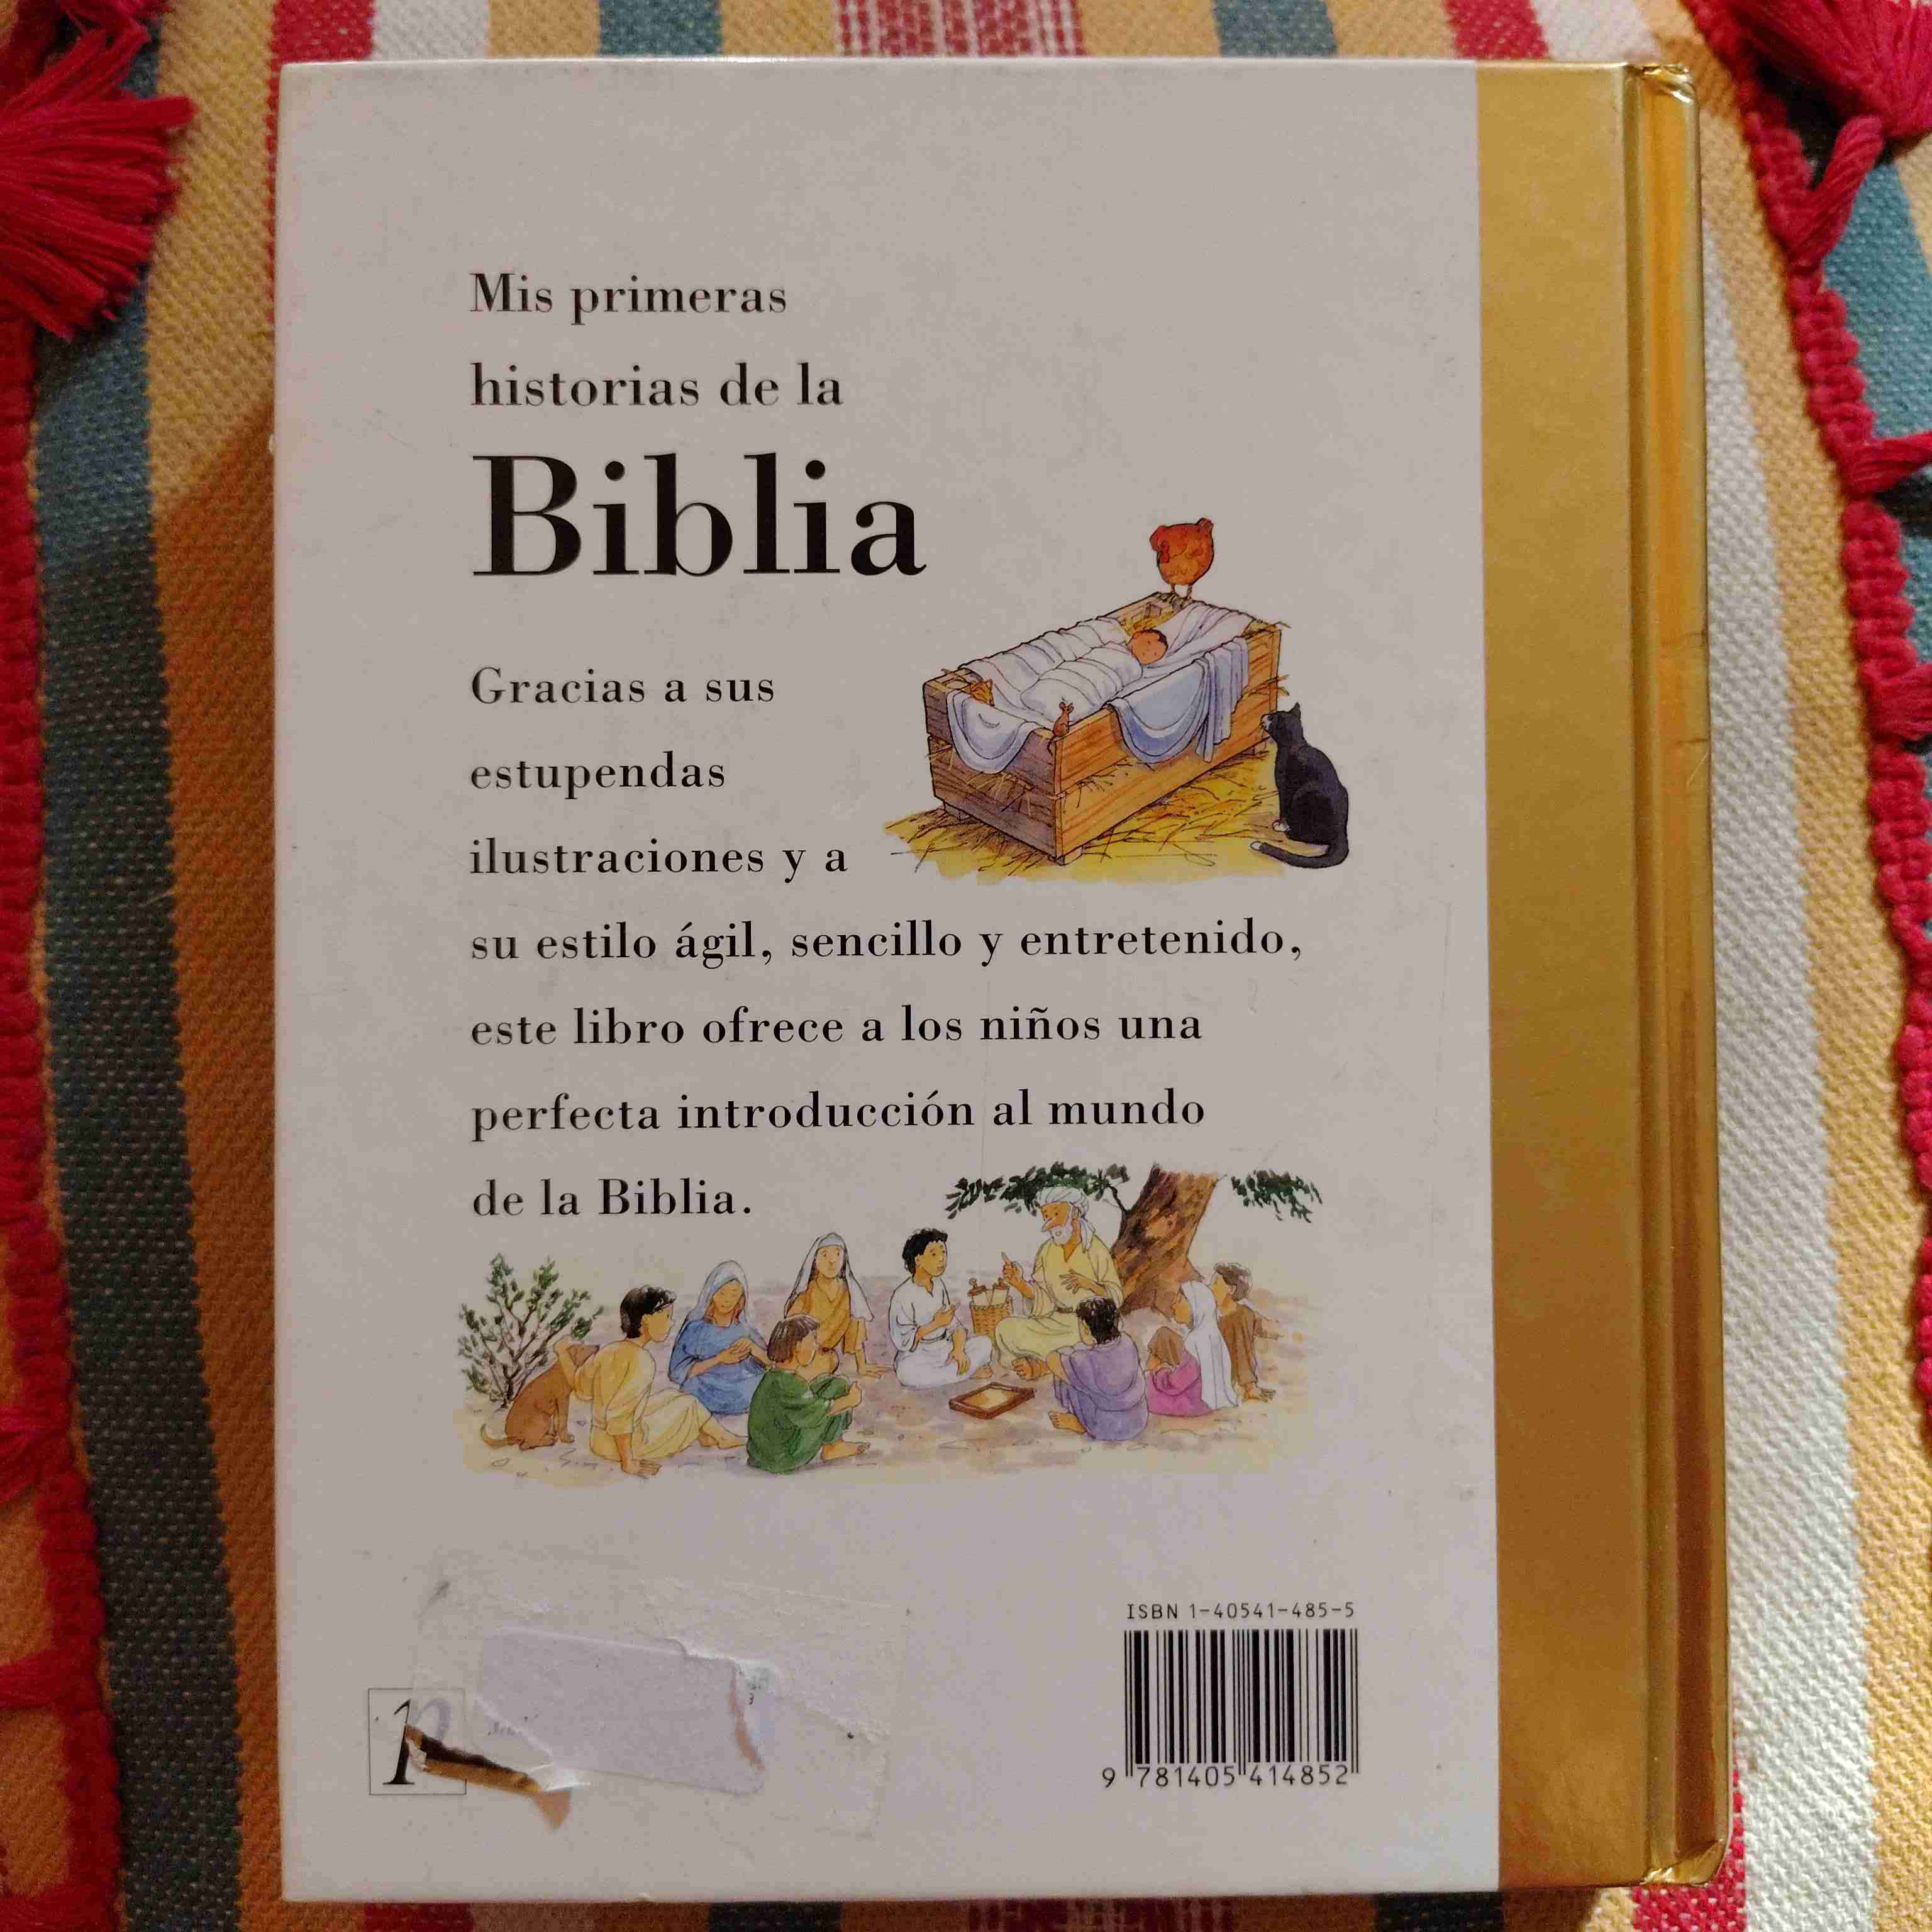 Mis primeras
historias de la
Biblia
Gracias a sus
estupendas
ilustraciones y a
su estilo ágil, sencillo y entretenido,
este libro ofrece a los niños una
perfecta introducción al mundo
de la Biblia.
ISBN 1-40541-485-5
9 781405 414852
p